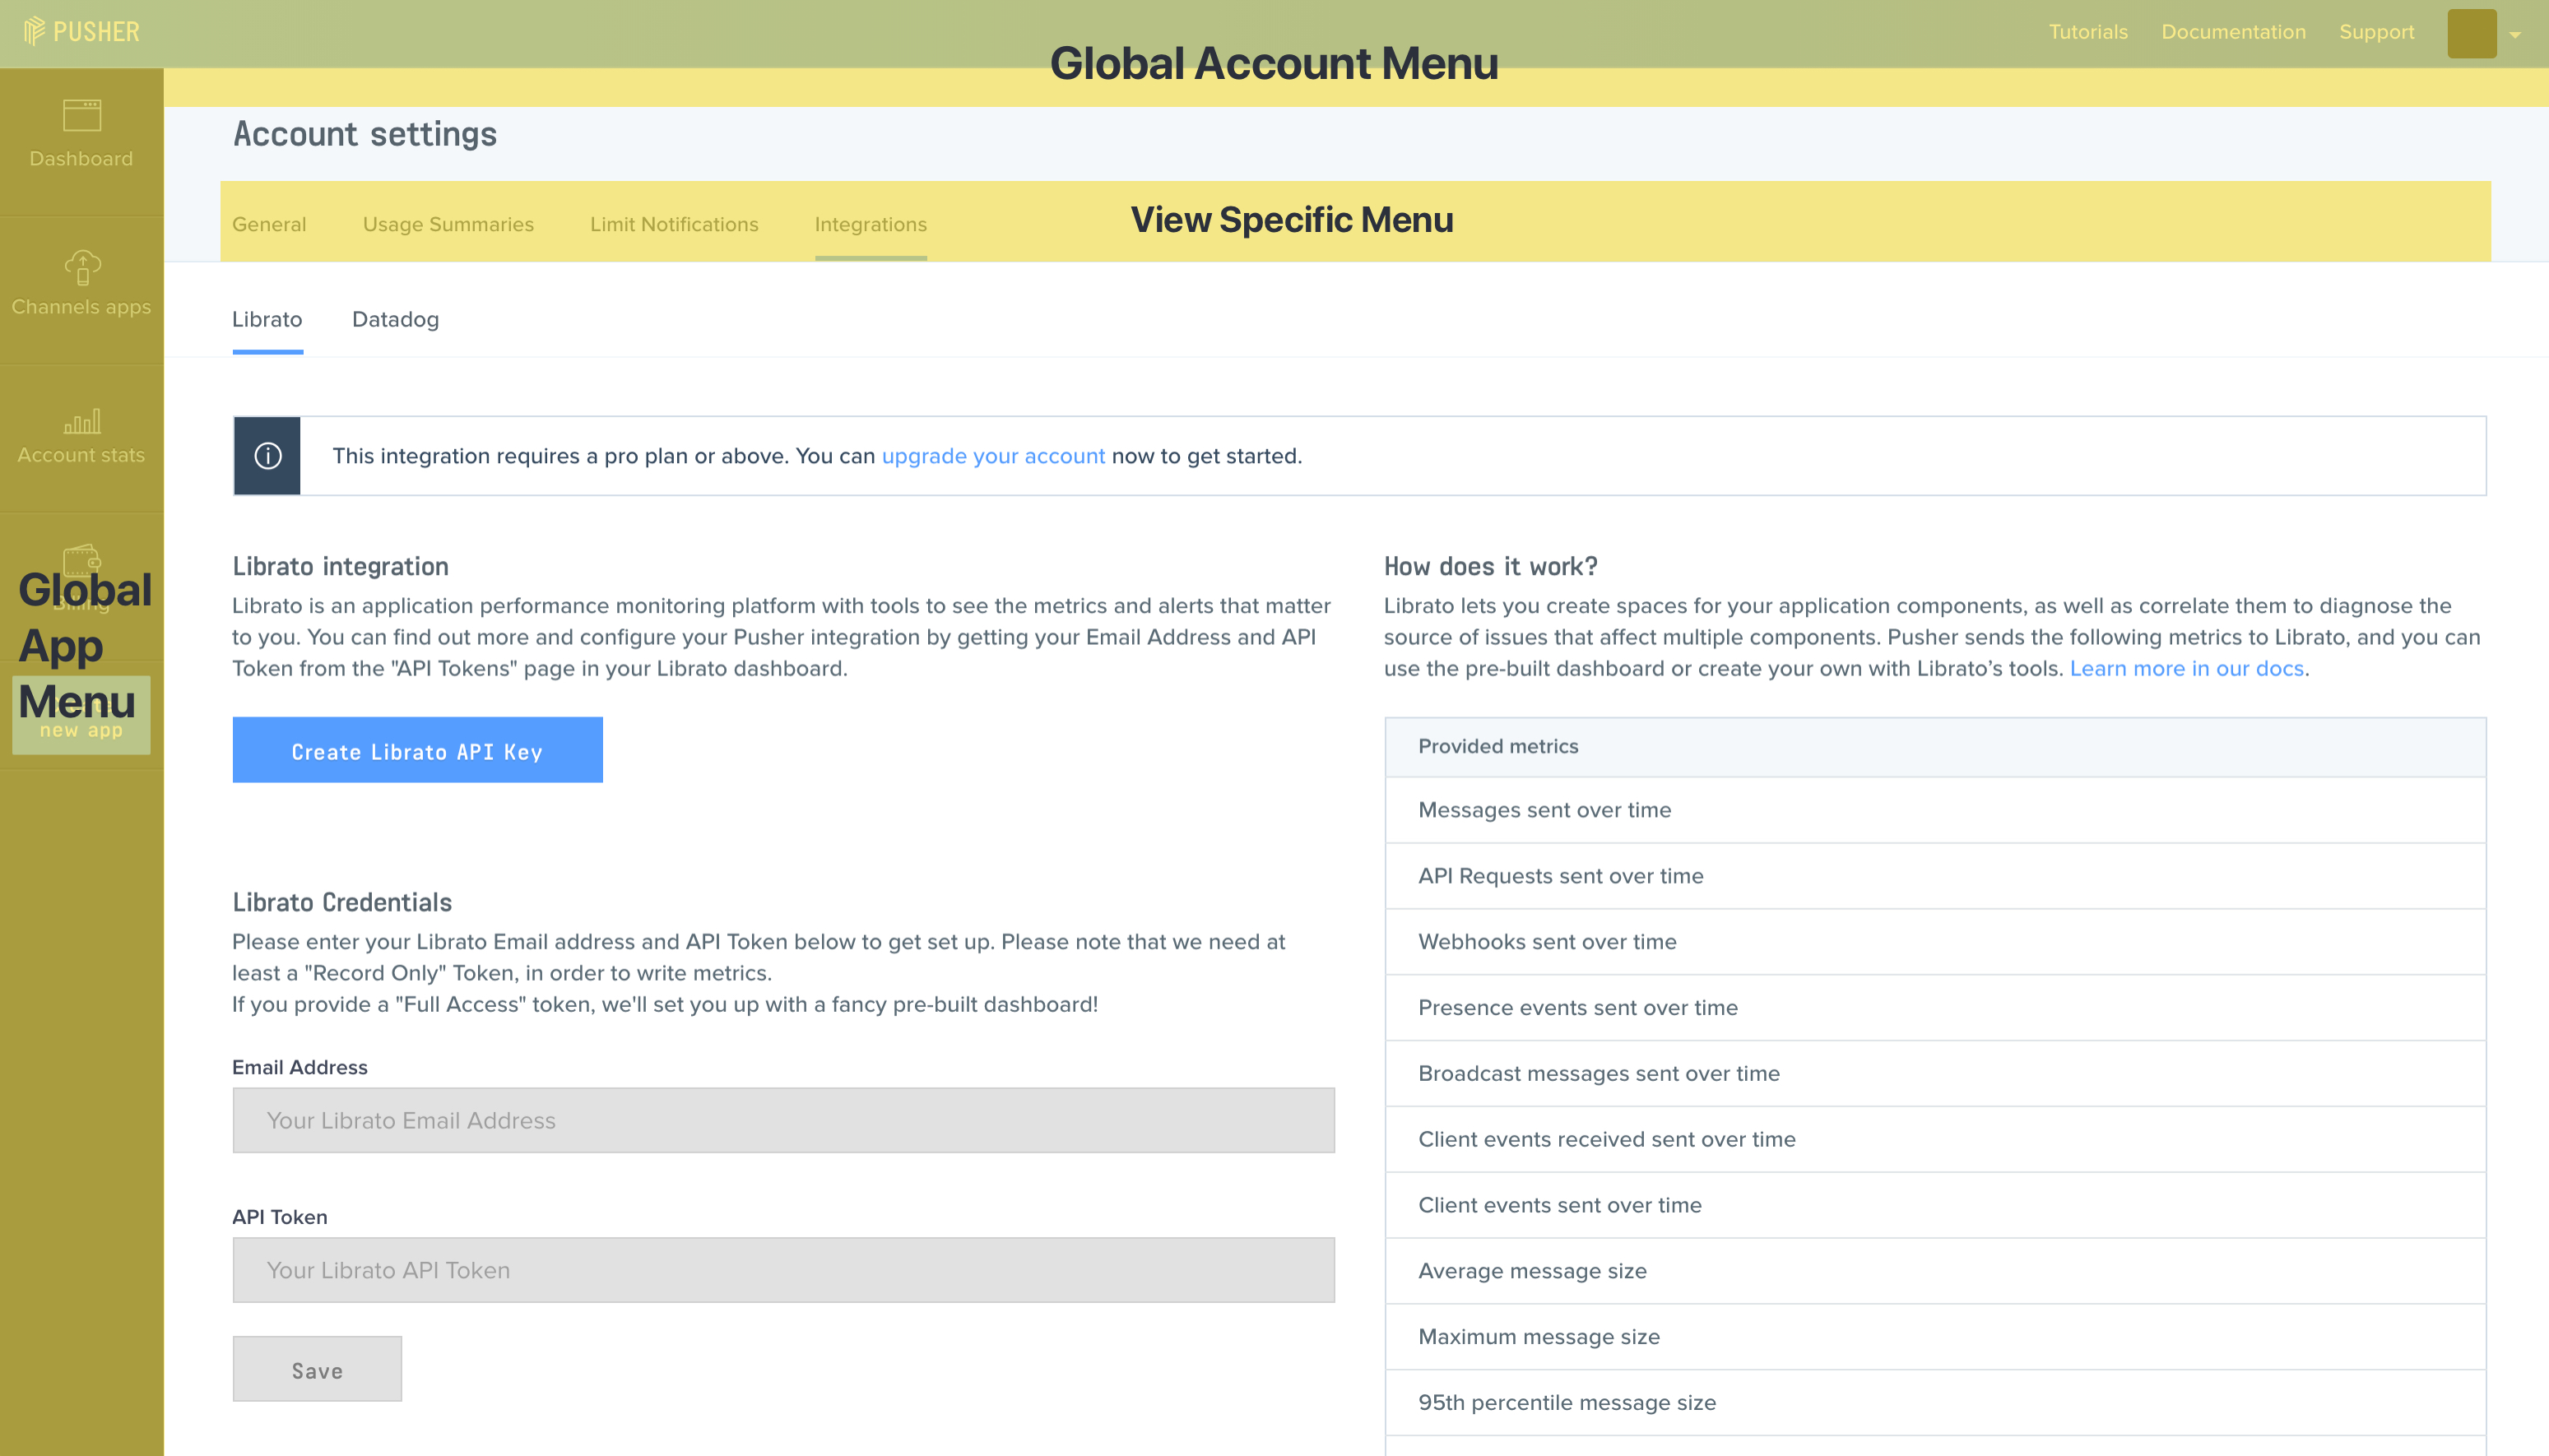 PUSHER
Tutorials
Documentation
Support
Global Account Menu
Dashboard
Channels apps
Account stats
Billing
Global
App
Menu
new app
Account settings
General
Usage Summaries
Limit Notifications
Integrations
View Specific Menu
Librato
Datadog
This integration requires a pro plan or above. You can upgrade your account now to get started.
Librato integration
Librato is an application performance monitoring platform with tools to see the metrics and alerts that matter
to you. You can find out more and configure your Pusher integration by getting your Email Address and API
Token from the "API Tokens" page in your Librato dashboard.
Create Librato API Key
Librato Credentials
Please enter your Librato Email address and API Token below to get set up. Please note that we need at
least a "Record Only" Token, in order to write metrics.
If you provide a "Full Access" token, we'll set you up with a fancy pre-built dashboard!
Email Address
Your Librato Email Address
API Token
Your Librato API Token
Save
How does it work?
Librato lets you create spaces for your application components, as well as correlate them to diagnose the
source of issues that affect multiple components. Pusher sends the following metrics to Librato, and you can
use the pre-built dashboard or create your own with Librato’s tools. Learn more in our docs.
Provided metrics
Messages sent over time
API Requests sent over time
Webhooks sent over time
Presence events sent over time
Broadcast messages sent over time
Client events received sent over time
Client events sent over time
Average message size
Maximum message size
95th percentile message size